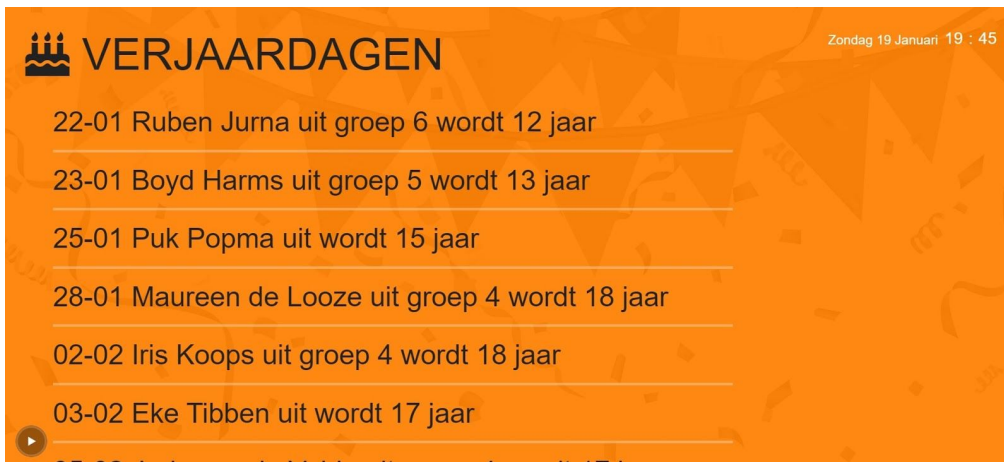 VERJAARDAGEN
Zondag 19 Januari 19 : 45
22-01 Ruben Jurna uit groep 6 wordt 12 jaar
23-01 Boyd Harms uit groep 5 wordt 13 jaar
25-01 Puk Popma uit wordt 15 jaar
28-01 Maureen de Looze uit groep 4 wordt 18 jaar
02-02 Iris Koops uit groep 4 wordt 18 jaar
03-02 Eke Tibben uit wordt 17 jaar